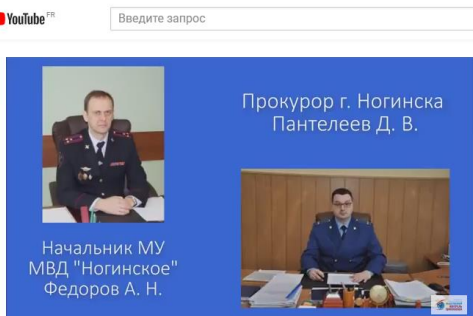 YouTube FR
Введите запрос
Прокурор г. Ногинска
Пантелеев Д. В.
Начальник МУ
МВД "Ногинское"
Федоров А. Н.